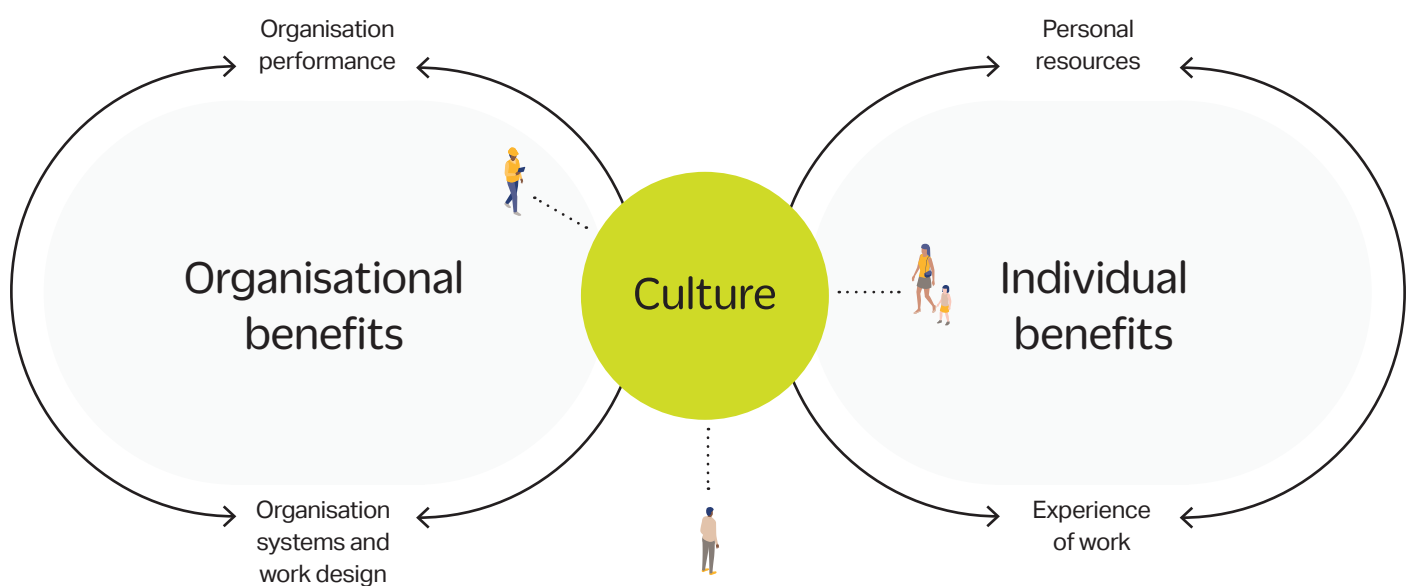 Organisation
performance
Personal
resources
Organisational
benefits
Culture
Individual
benefits
Organisation
systems and
work design
Experience
of work